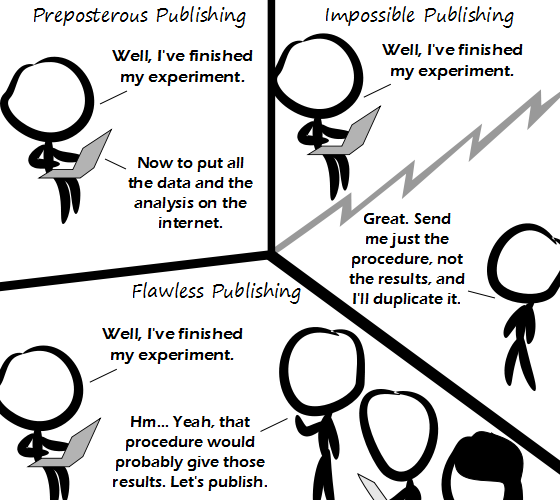 Preposterous Publishing
Well, I've finished
my experiment.
Now to put all
the data and the
analysis on the
internet.
Impossible Publishing
Well, I've finished
my experiment.
Great. Send
me just the
procedure, not
the results, and
I'll duplicate it.
Flawless Publishing
Well, I've finished
my experiment.
Hm... Yeah, that
procedure would
probably give those
results. Let's publish.